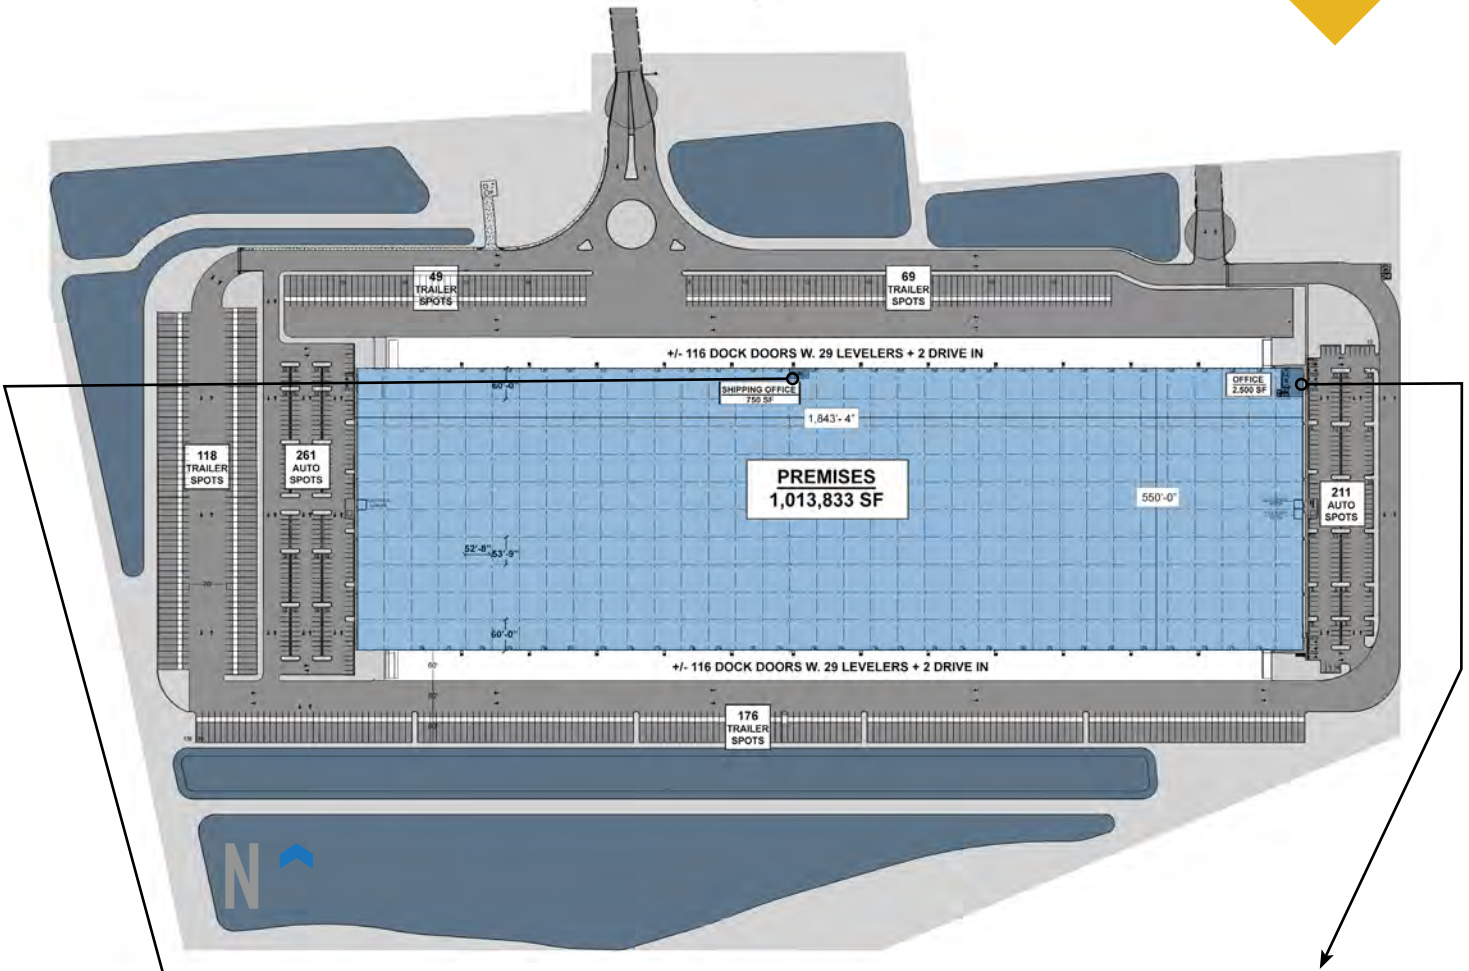 49
TRAILER
SPOTS
69
TRAILER
SPOTS
+/- 116 DOCK DOORS W. 29 LEVELERS + 2 DRIVE IN
60'-0"
SHIPPING OFFICE
750 SF
OFFICE
2,500 SF
1,843'- 4"
118
TRAILER
SPOTS
261
AUTO
SPOTS
PREMISES
1,013,833 SF
550'-0"
211
AUTO
SPOTS
52'-8"
53'-9"
70'
60'-0"
+/- 116 DOCK DOORS W. 29 LEVELERS + 2 DRIVE IN
60'
176
TRAILER
SPOTS
N